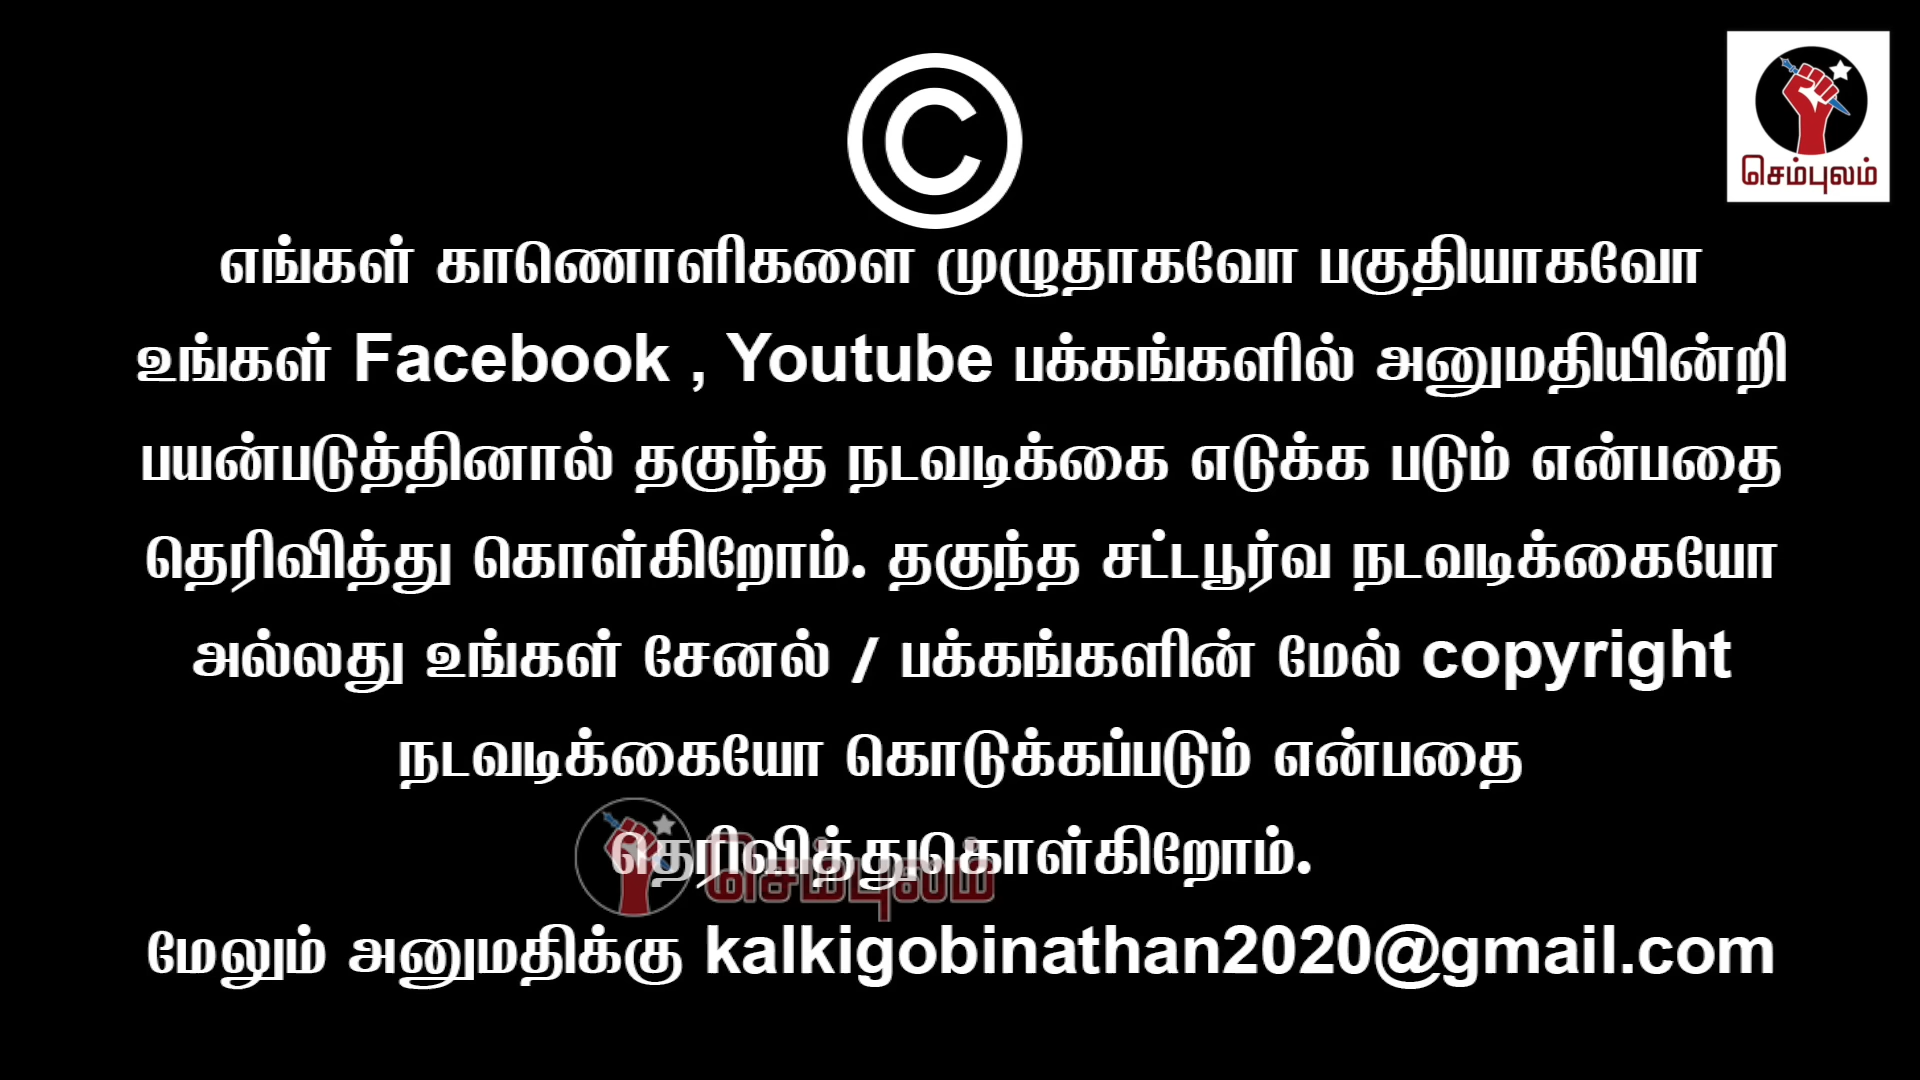 ©
செம்புலம்
எங்கள் காணொளிகளை முழுதாகவோ பகுதியாகவோ
உங்கள் Facebook , Youtube பக்கங்களில் அனுமதியின்றி
பயன்படுத்தினால் தகுந்த நடவடிக்கை எடுக்க படும் என்பதை
தெரிவித்து கொள்கிறோம். தகுந்த சட்டபூர்வ நடவடிக்கையோ
அல்லது உங்கள் சேனல் / பக்கங்களின் மேல் copyright
நடவடிக்கையோ கொடுக்கப்படும் என்பதை
தெரிவித்துகொள்கிறோம்.
செம்புலம்
மேலும் அனுமதிக்கு kalkigobinathan2020@gmail.com